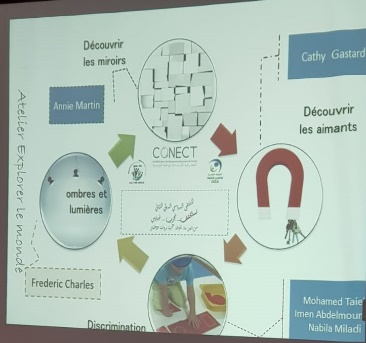 Découvrir
les miroirs
Cathy Gastard
Annie Martin
Découvrir
les aimants
Atelier Explorer le monde
CONECT
ombres et
lumières
Frederic Charles
Mohamed Taie
Imen Abdelmour
Nabila Miladi
Discrimination